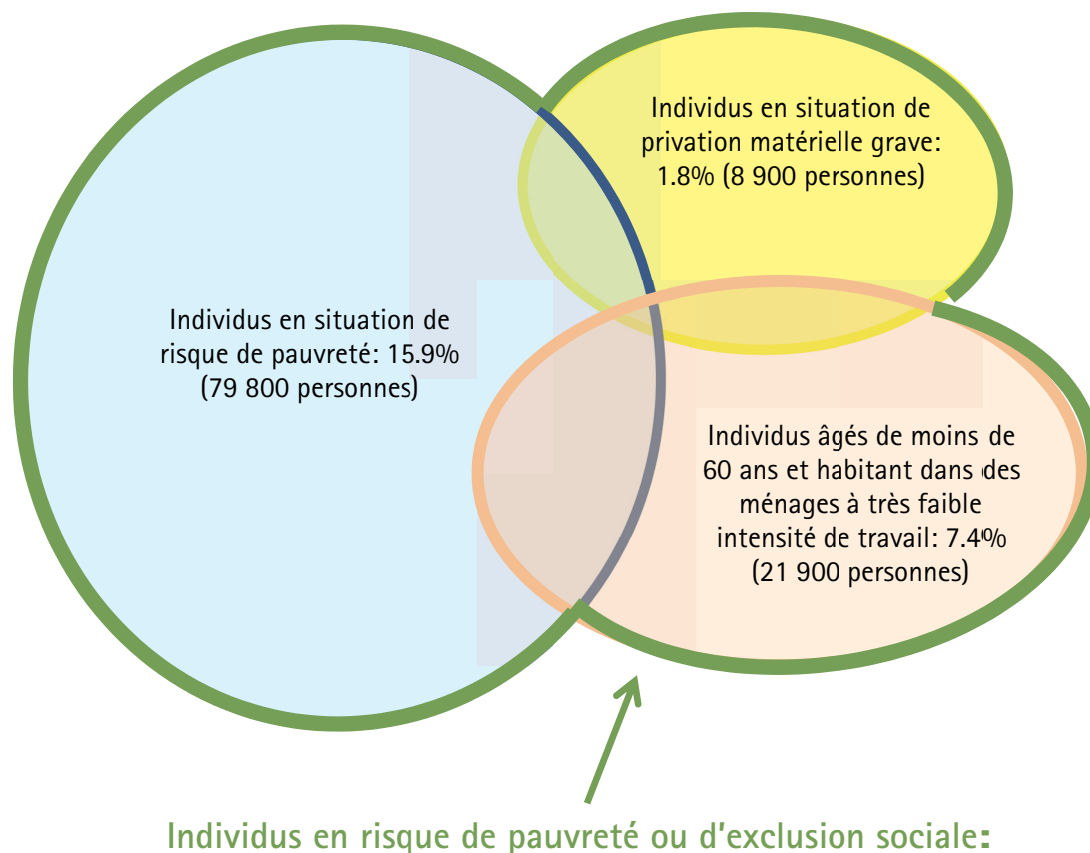 Individus en situation de
privation matérielle grave:
1.8% (8 900 personnes)
Individus en situation de
risque de pauvreté: 15.9%
(79 800 personnes)
Individus âgés de moins de
60 ans et habitant dans des
ménages à très faible
intensité de travail: 7.4%
(21 900 personnes)
Individus en risque de pauvreté ou d'exclusion sociale: